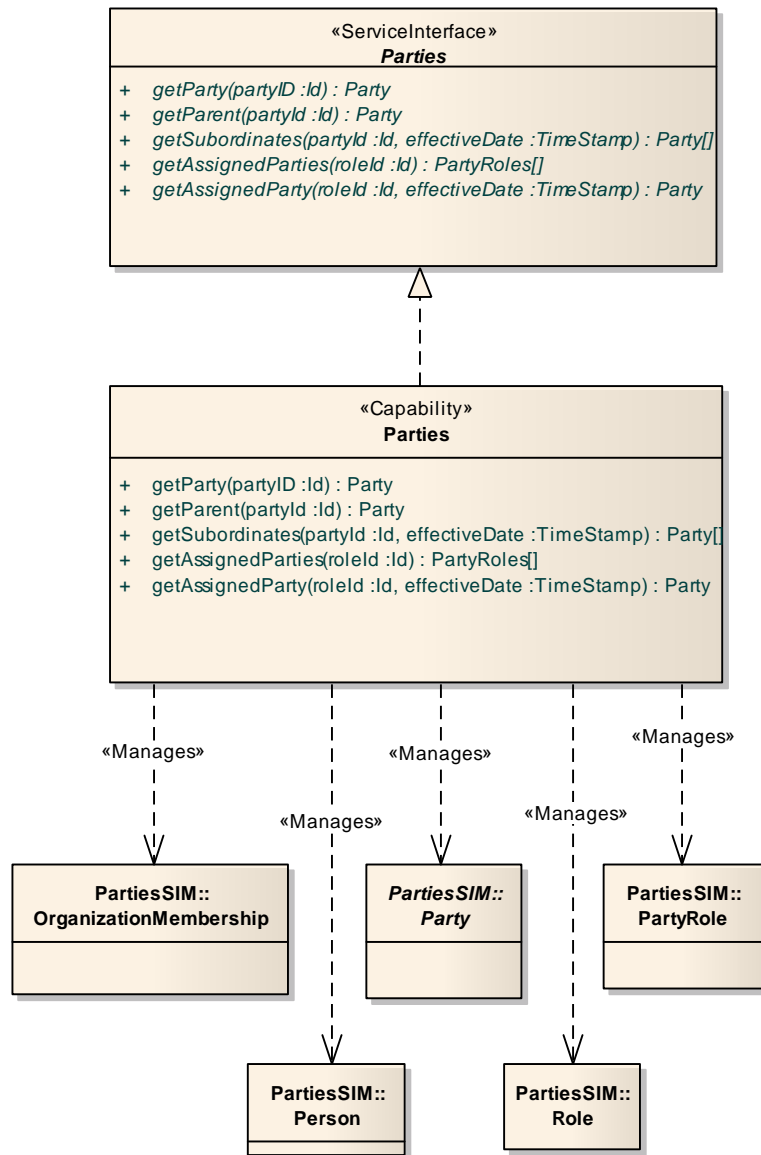 «ServiceInterface»
Parties
+ getParty(partyID :Id) : Party
+ getParent(partyId :Id) : Party
+ getSubordinates(partyId :Id, effectiveDate :TimeStamp) : Party[]
+ getAssignedParties(roleId :Id) : PartyRoles[]
+ getAssignedParty(roleId :Id, effectiveDate :TimeStamp) : Party
«Capability»
Parties
+ getParty(partyID :Id) : Party
+ getParent(partyId :Id) : Party
+ getSubordinates(partyId :Id, effectiveDate :TimeStamp) : Party[]
+ getAssignedParties(roleId :Id) : PartyRoles[]
+ getAssignedParty(roleId :Id, effectiveDate :TimeStamp) : Party
«Manages»
«Manages»
«Manages»
«Manages»
«Manages»
PartiesSIM::
OrganizationMembership
PartiesSIM::
Party
PartiesSIM::
PartyRole
PartiesSIM::
Person
PartiesSIM::
Role